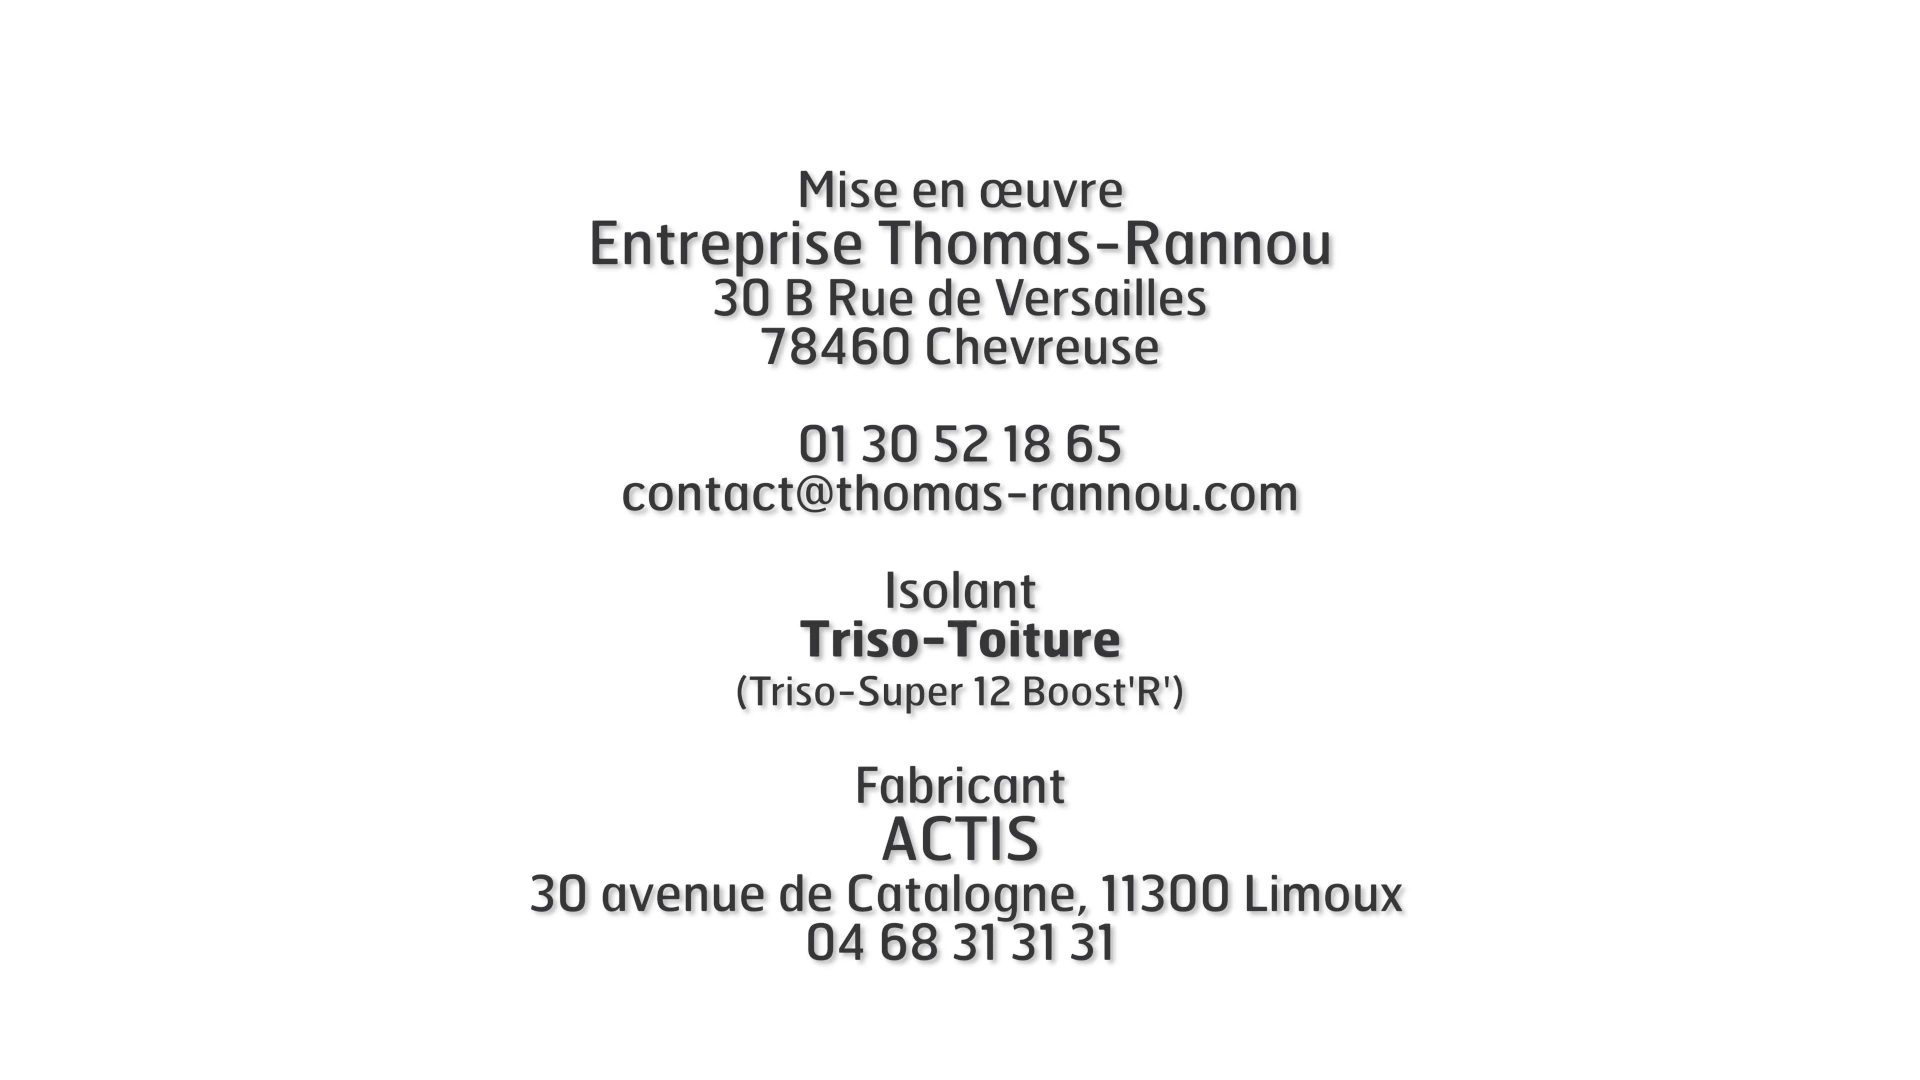 Mise en œuvre
Entreprise Thomas-Rannou
30 B Rue de Versailles
78460 Chevreuse
01 30 52 18 65
contact@thomas-rannou.com
Isolant
Triso-Toiture
(Triso-Super 12 Boost'R')
Fabricant
ACTIS
30 avenue de Catalogne, 11300 Limoux
04 68 31 31 31